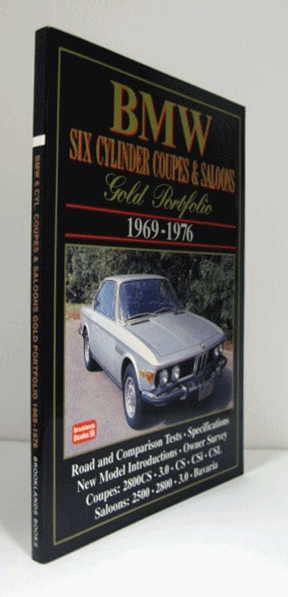 BMW
SIX CYLINDER COUPES & SALOONS
Gold Portfolio
1969-1976
Brooklands
Books
Road and Comparison Tests • Specifications
New Model Introductions • Owner Survey
Coupes: 2800CS • 3.0 • CS • CSi • CSL
Saloons: 2500 • 2800 • 3.0 • Bavaria
BMW 6 CYL. COUPES & SALOONS GOLD PORTFOLIO 1969-1976 BROOKLANDS BOOKS